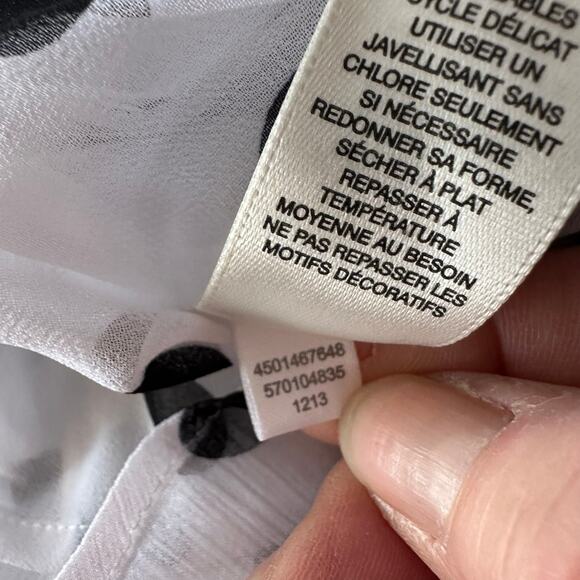 CYCLE DÉLICAT
UTILISER UN
JAVELLISANT SANS
CHLORE SEULEMENT
SI NÉCESSAIRE
REDONNER SA FORME,
SÉCHER À PLAT
REPASSER À
TEMPÉRATURE
MOYENNE AU BESOIN
NE PAS REPASSER LES
MOTIFS DÉCORATIFS
4501467648
570104835
1213